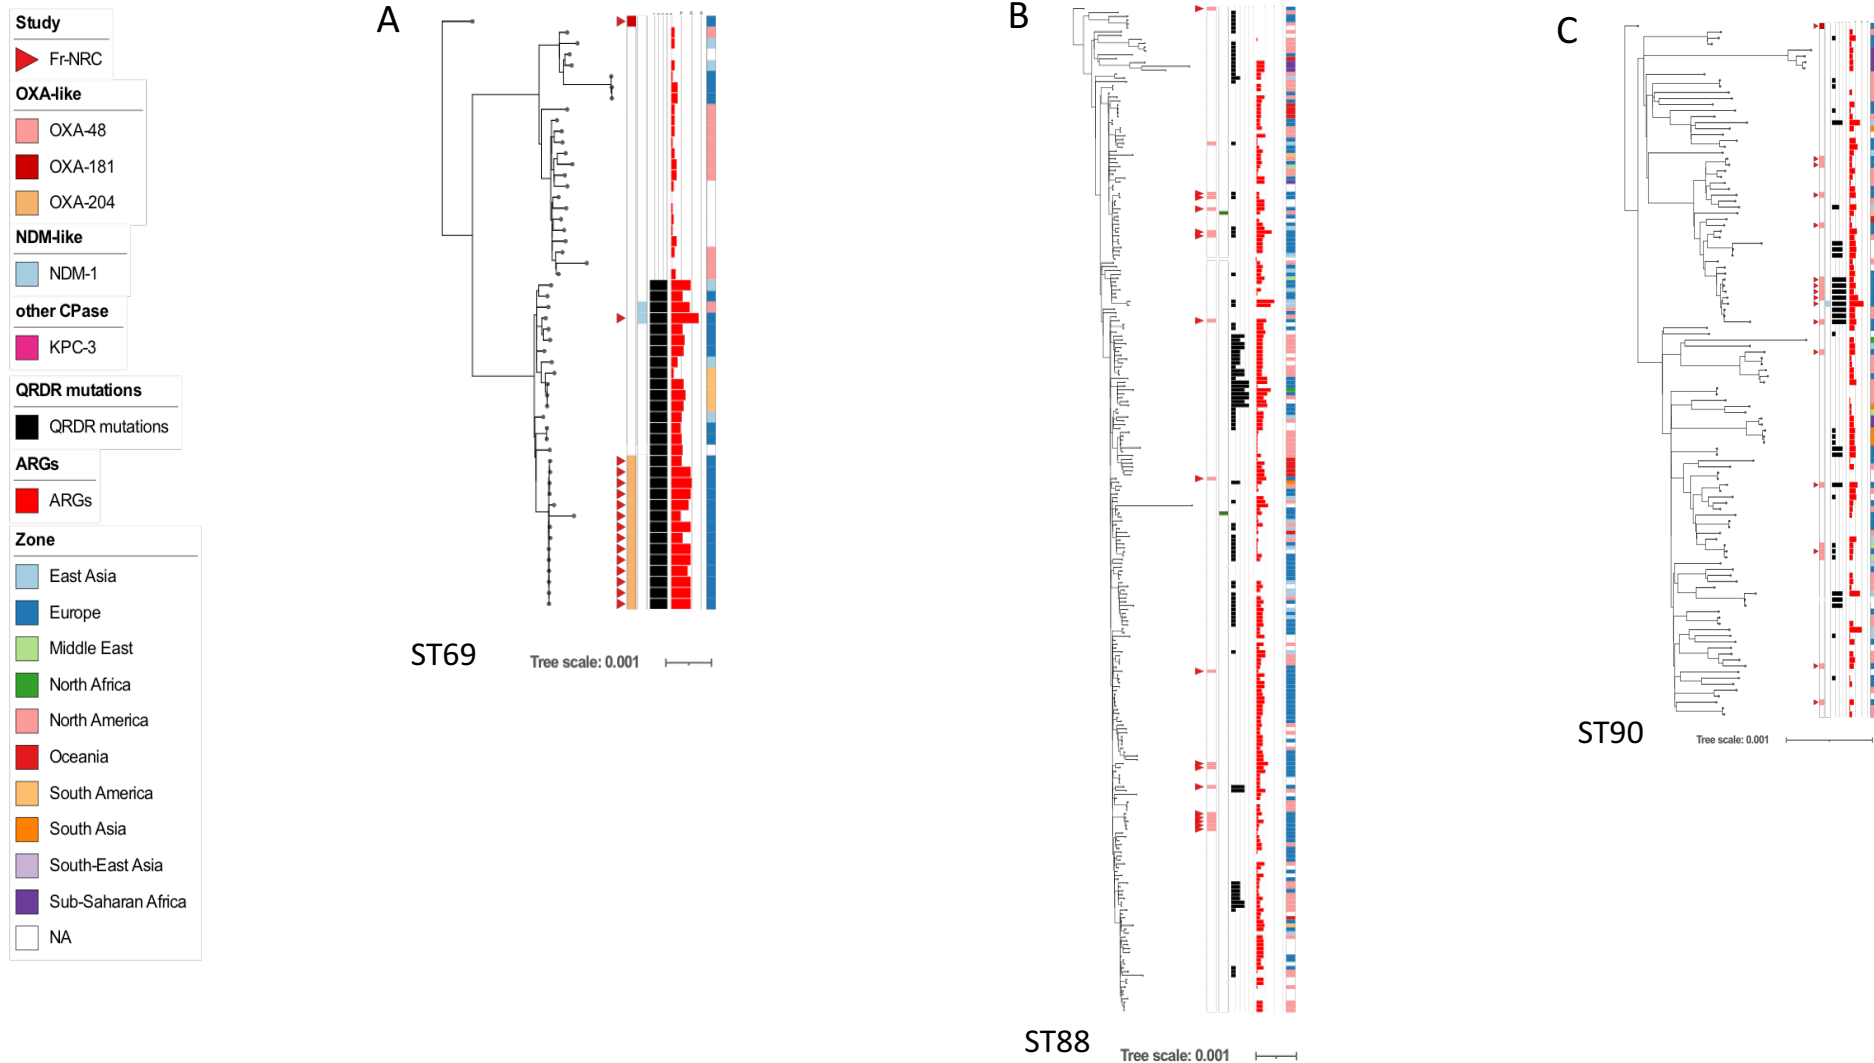 Study
Fr-NRC
OXA-like
OXA-48
OXA-181
OXA-204
NDM-like
NDM-1
other CPase
KPC-3
QRDR mutations
QRDR mutations
ARGs
ARGs
Zone
East Asia
Europe
Middle East
North Africa
North America
Oceania
South America
South Asia
South-East Asia
Sub-Saharan Africa
NA
A
ST69
Tree scale: 0.001
B
ST88
Tree scale: 0.001
C
ST90
Tree scale: 0.001